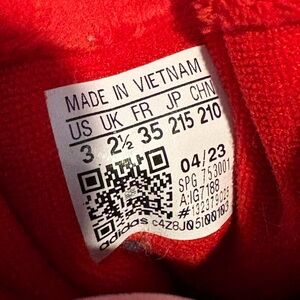 MADE IN VIETNAM
US UK FR JP CHN
3 2½ 35 215 210
04/23
SPG 753001
A:IG7188
adidas c4Z8J05I00103